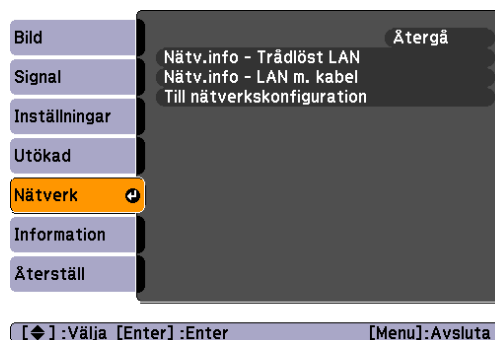 Bild
Signal
Inställningar
Utökad
Nätverk
Information
Återställ
Återgå
Nätv.info - Trådlöst LAN
Nätv.info - LAN m. kabel
Till nätverkskonfiguration
[◆] :Välja [Enter] :Enter [Menu]:Avsluta